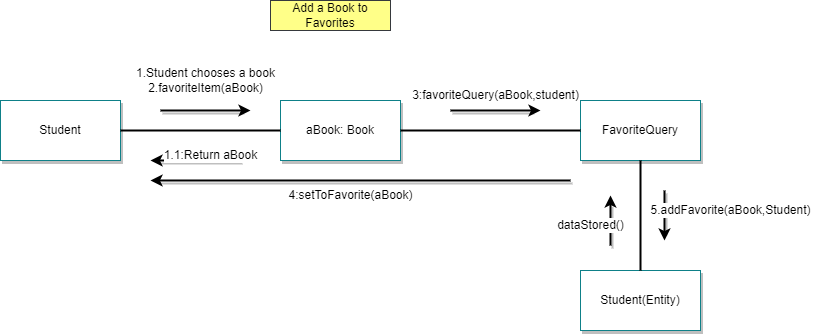 Add a Book to
Favorites
1.Student chooses a book
2.favoriteItem(aBook)
3:favoriteQuery(aBook,student)
Student
aBook: Book
FavoriteQuery
1.1:Return aBook
4:setToFavorite(aBook)
5.addFavorite(aBook,Student)
dataStored()
Student(Entity)